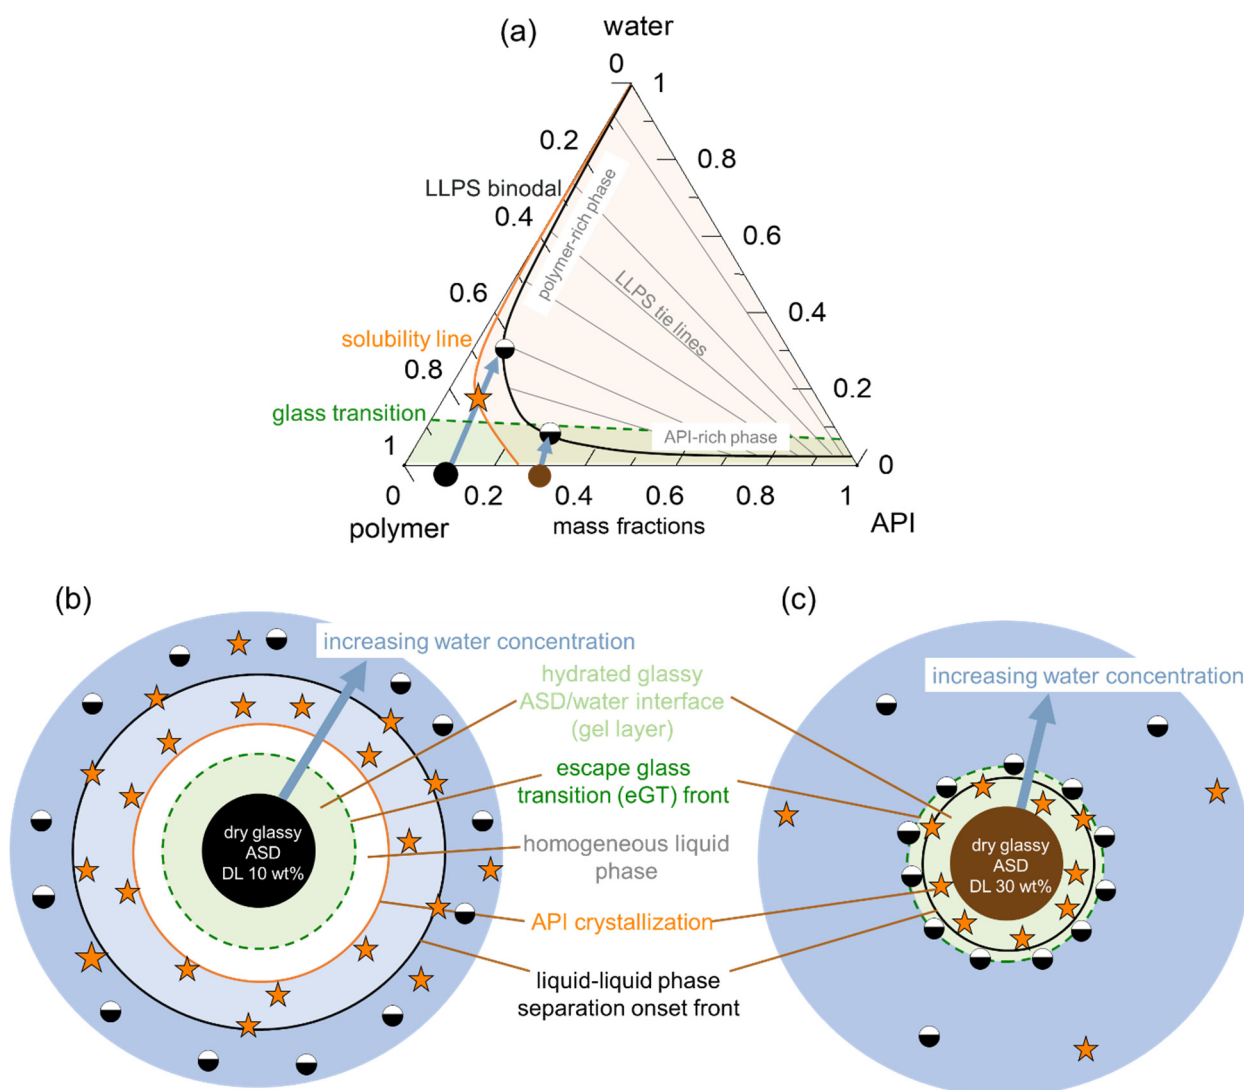 (a)
water
0
1
0.2
0.8
LLPS binodal
0.4
polymer-rich phase
0.6
0.6
LLPS tie lines
0.4
solubility line
0.8
0.2
glass transition
API-rich phase
1
0
0
0.2
0.4
0.6
0.8
1
polymer
mass fractions
API
(b)
(c)
increasing water concentration
increasing water concentration
hydrated glassy
ASD/water interface
(gel layer)
escape glass
transition (eGT) front
dry glassy
ASD
DL 10 wt%
homogeneous liquid
phase
dry glassy
ASD
DL 30 wt%
API crystallization
liquid-liquid phase
separation onset front